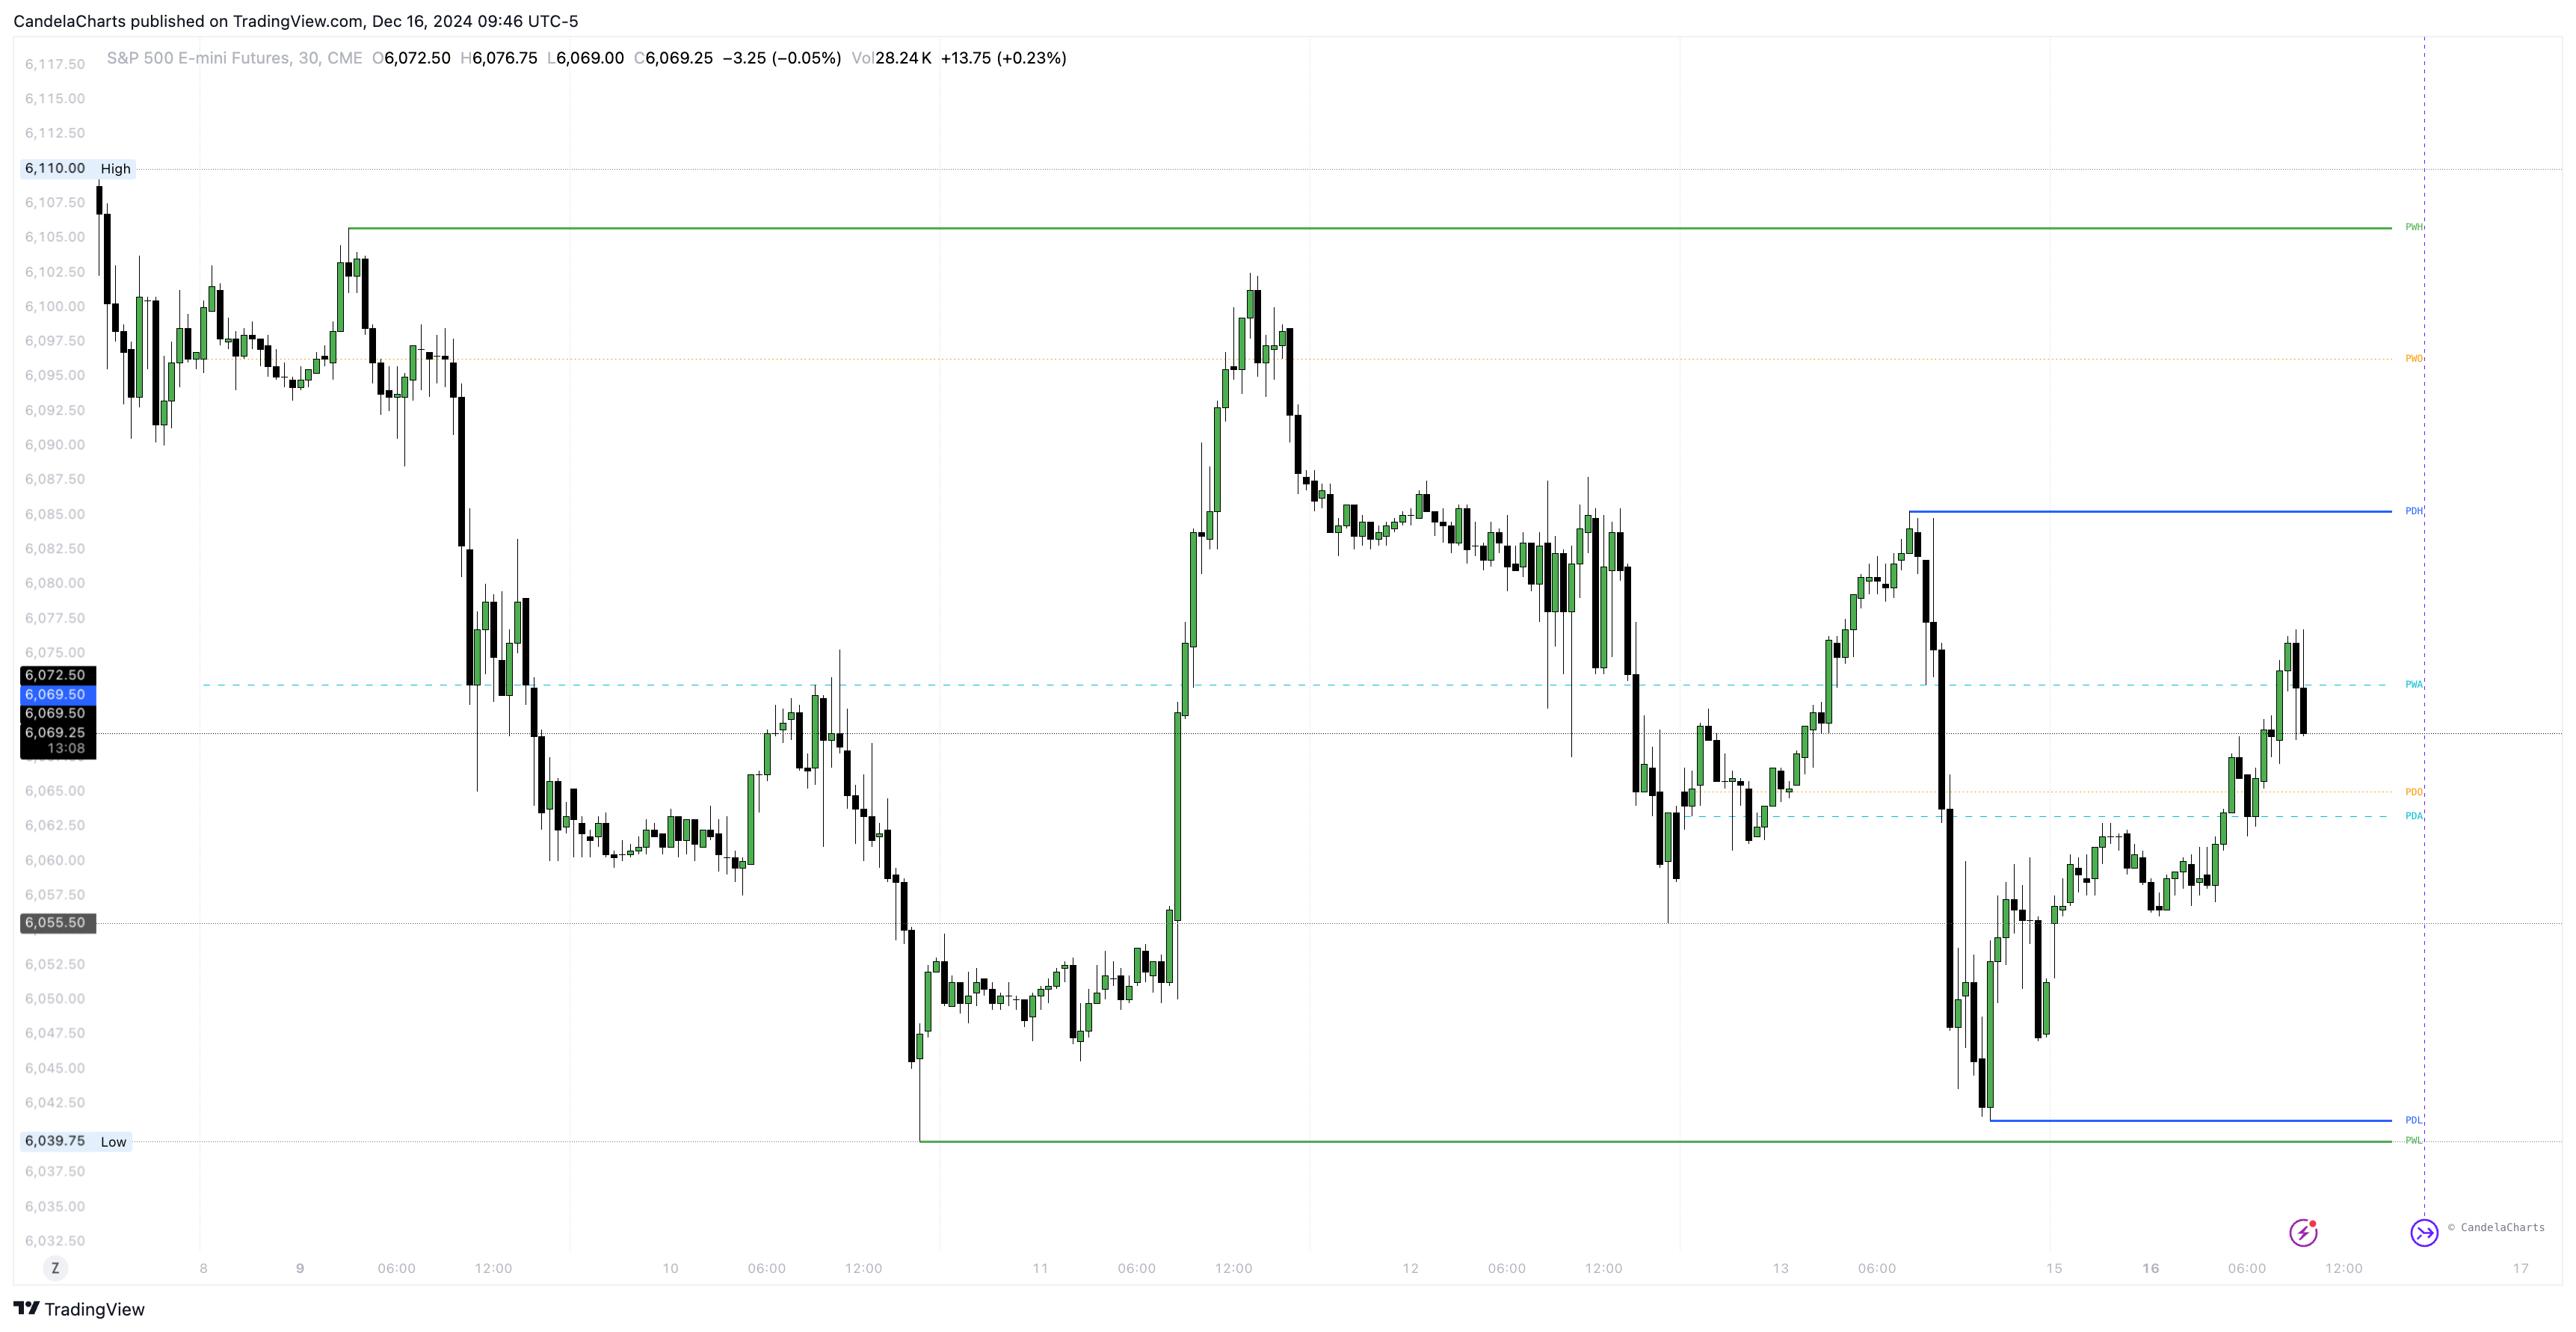 CandelaCharts published on TradingView.com, Dec 16, 2024 09:46 UTC-5
S&P 500 E-mini Futures, 30, CME O6,072.50 H6,076.75 L6,069.00 C6,069.25 −3.25 (−0.05%) Vol28.24 K +13.75 (+0.23%)
6,117.50
6,115.00
6,112.50
6,110.00 High
6,107.50
6,105.00
PWH
6,102.50
6,100.00
6,097.50
PWO
6,095.00
6,092.50
6,090.00
6,087.50
6,085.00
PDH
6,082.50
6,080.00
6,077.50
6,075.00
6,072.50
PWA
6,069.50
6,069.50
6,069.25
13:08
6,065.00
PDO
PDA
6,062.50
6,060.00
6,057.50
6,055.50
6,052.50
6,050.00
6,047.50
6,045.00
6,042.50
PDL
6,039.75 Low
PWL
6,037.50
6,035.00
6,032.50
© CandelaCharts
Z 8 9 06:00 12:00 10 06:00 12:00 11 06:00 12:00 12 06:00 12:00 13 06:00 15 16 06:00 12:00 17
TradingView